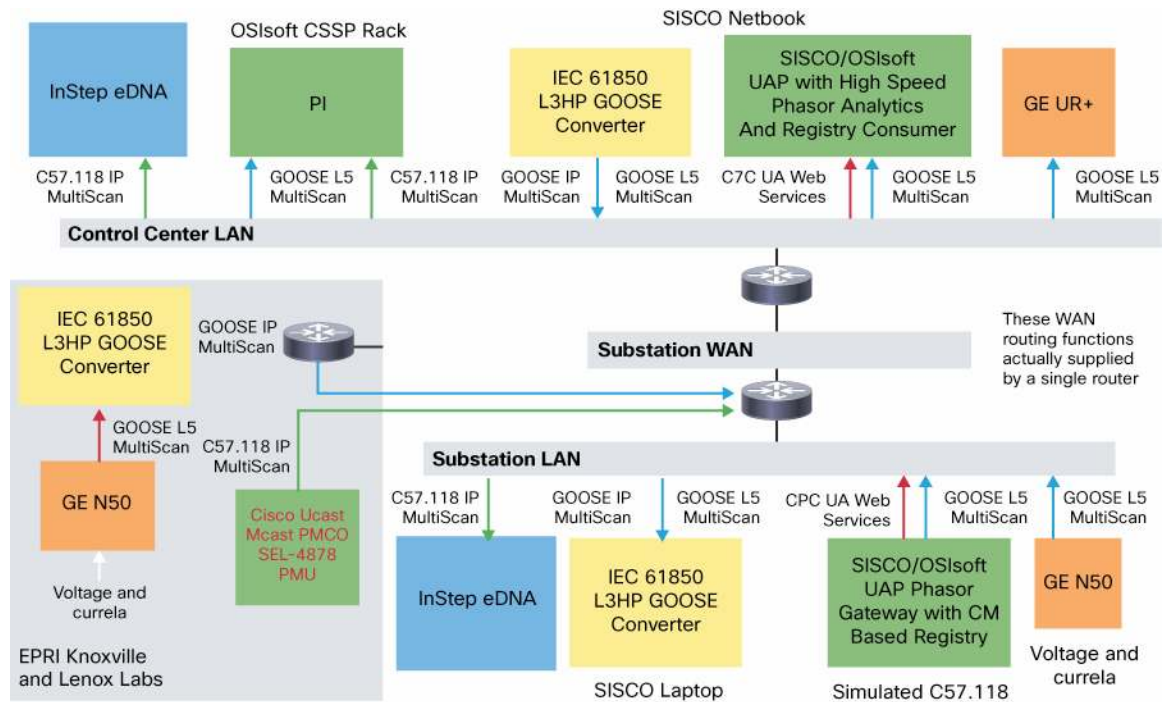 OSIsoft CSSP Rack
SISCO Netbook
InStep eDNA
PI
IEC 61850
L3HP GOOSE
Converter
SISCO/OSIsoft
UAP with High Speed
Phasor Analytics
And Registry Consumer
GE UR+
C57.118 IP
MultiScan
GOOSE L5
MultiScan
C57.118 IP
MultiScan
GOOSE IP
MultiScan
GOOSE L5
MultiScan
C7C UA Web
Services
GOOSE L5
MultiScan
GOOSE L5
MultiScan
Control Center LAN
IEC 61850
L3HP GOOSE
Converter
GOOSE IP
MultiScan
Substation WAN
These WAN
routing functions
actually supplied
by a single router
GOOSE L5
MultiScan
C57.118 IP
MultiScan
GE N50
Cisco Ucast
Mcast PMCO
SEL-4878
PMU
Voltage and
currela
EPRI Knoxville
and Lenox Labs
Substation LAN
C57.118 IP
MultiScan
GOOSE IP
MultiScan
GOOSE L5
MultiScan
CPC UA Web
Services
GOOSE L5
MultiScan
GOOSE L5
MultiScan
InStep eDNA
IEC 61850
L3HP GOOSE
Converter
SISCO/OSIsoft
UAP Phasor
Gateway with CM
Based Registry
GE N50
SISCO Laptop
Simulated C57.118
Voltage and
currela